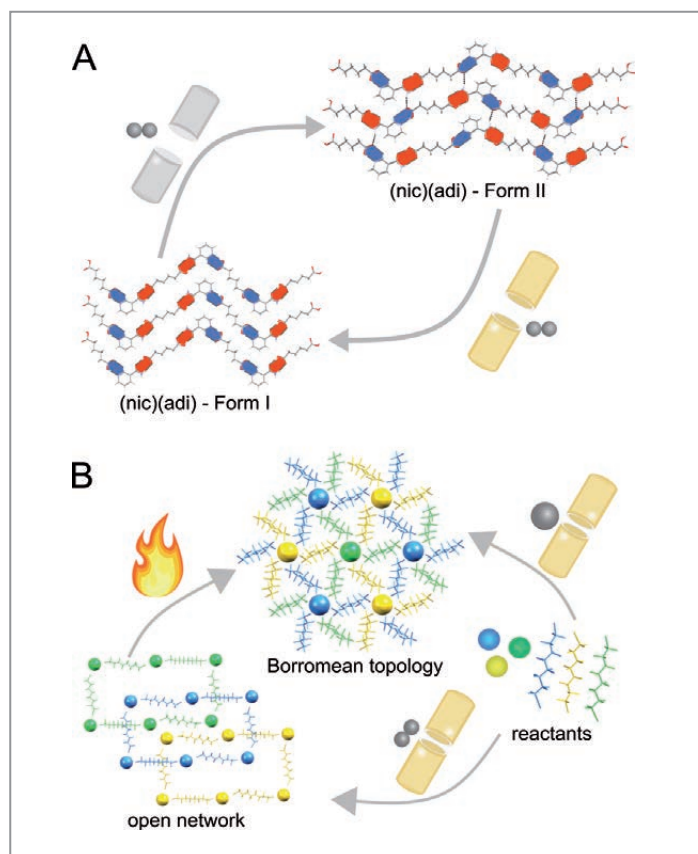 A
(nic)(adi) - Form II
(nic)(adi) - Form I
B
Borromean topology
reactants
open network